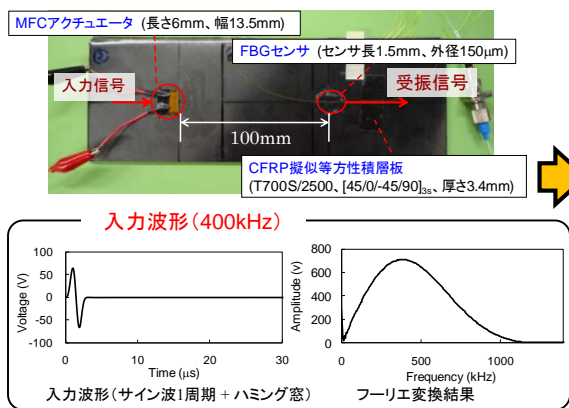 MFCアクチュエータ (長さ6mm、幅13.5mm)
FBGセンサ (センサ長1.5mm、外径150μm)
入力信号
受振信号
100mm
CFRP擬似等方性積層板
(T700S/2500、[45/0/-45/90]3s、厚さ3.4mm)
入力波形(400kHz)
Voltage (V)
100
50
0
-50
-100
0
10
20
30
Time (μs)
入力波形(サイン波1周期 + ハミング窓)
Amplitude (v)
800
600
400
200
0
0
500
1000
Frequency (kHz)
フーリエ変換結果